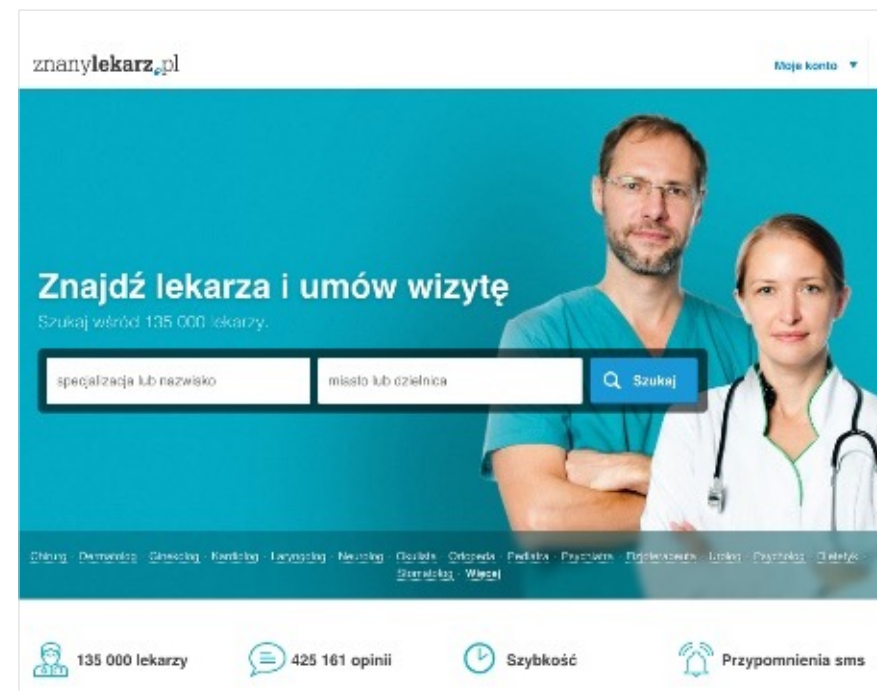 znanylekarz.pl
Moje konto
Znajdź lekarza i umów wizytę
Szukaj wśród 135 000 lekarzy.
specjalizacja lub nazwisko
miasto lub dzielnica
Szukaj
Chirurg · Dermatolog · Ginekolog · Kardiolog · Laryngolog · Neurolog · Okulista · Ortopeda · Pediatra · Psychiatra · Fizjoterapeuta · Urolog · Psycholog · Dietetyk ·
Stomatolog · Więcej
135 000 lekarzy
425 161 opinii
Szybkość
Przypomnienia sms